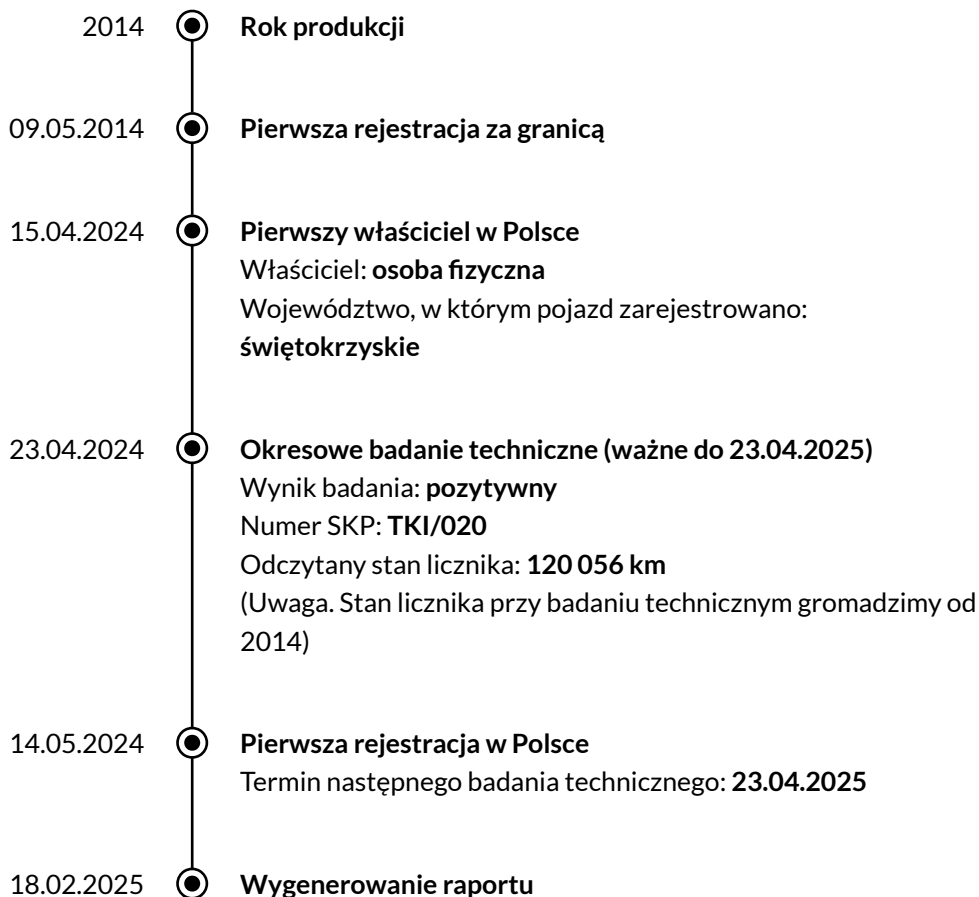 2014 Rok produkcji
09.05.2014 Pierwsza rejestracja za granicą
15.04.2024 Pierwszy właściciel w Polsce
Właściciel: osoba fizyczna
Województwo, w którym pojazd zarejestrowano:
świętokrzyskie
23.04.2024 Okresowe badanie techniczne (ważne do 23.04.2025)
Wynik badania: pozytywny
Numer SKP: TKI/020
Odczytany stan licznika: 120 056 km
(Uwaga. Stan licznika przy badaniu technicznym gromadzimy od
2014)
14.05.2024 Pierwsza rejestracja w Polsce
Termin następnego badania technicznego: 23.04.2025
18.02.2025 Wygenerowanie raportu